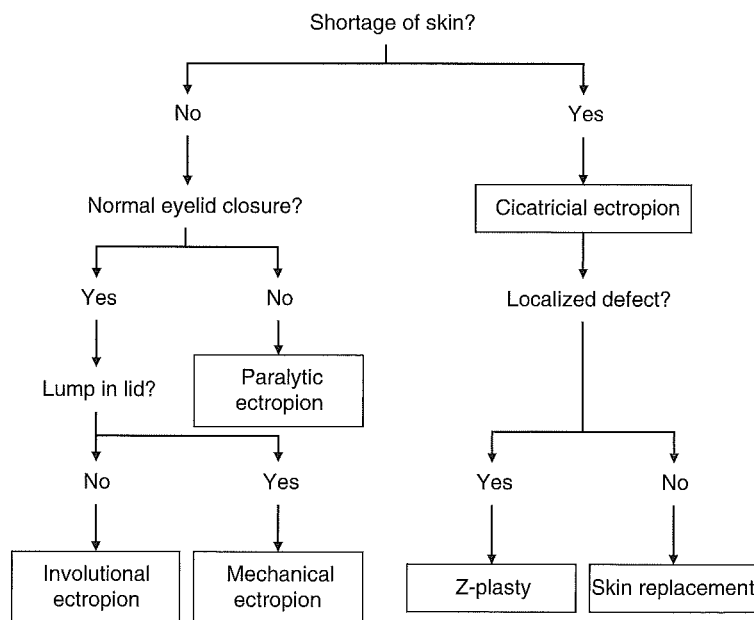 Shortage of skin?
No
Yes
Normal eyelid closure?
Cicatricial ectropion
Yes
No
Localized defect?
Lump in lid?
Paralytic
ectropion
No
Yes
Yes
No
Involutional
ectropion
Mechanical
ectropion
Z-plasty
Skin replacement